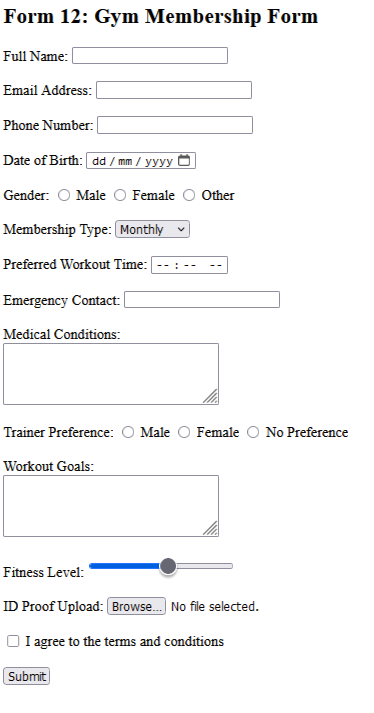 Form 12: Gym Membership Form
Full Name:
Email Address:
Phone Number:
Date of Birth: dd / mm / yyyy
Gender: Male Female Other
Membership Type: Monthly
Preferred Workout Time: -- : -- --
Emergency Contact:
Medical Conditions:
Trainer Preference: Male Female No Preference
Workout Goals:
Fitness Level:
ID Proof Upload: Browse... No file selected.
I agree to the terms and conditions
Submit